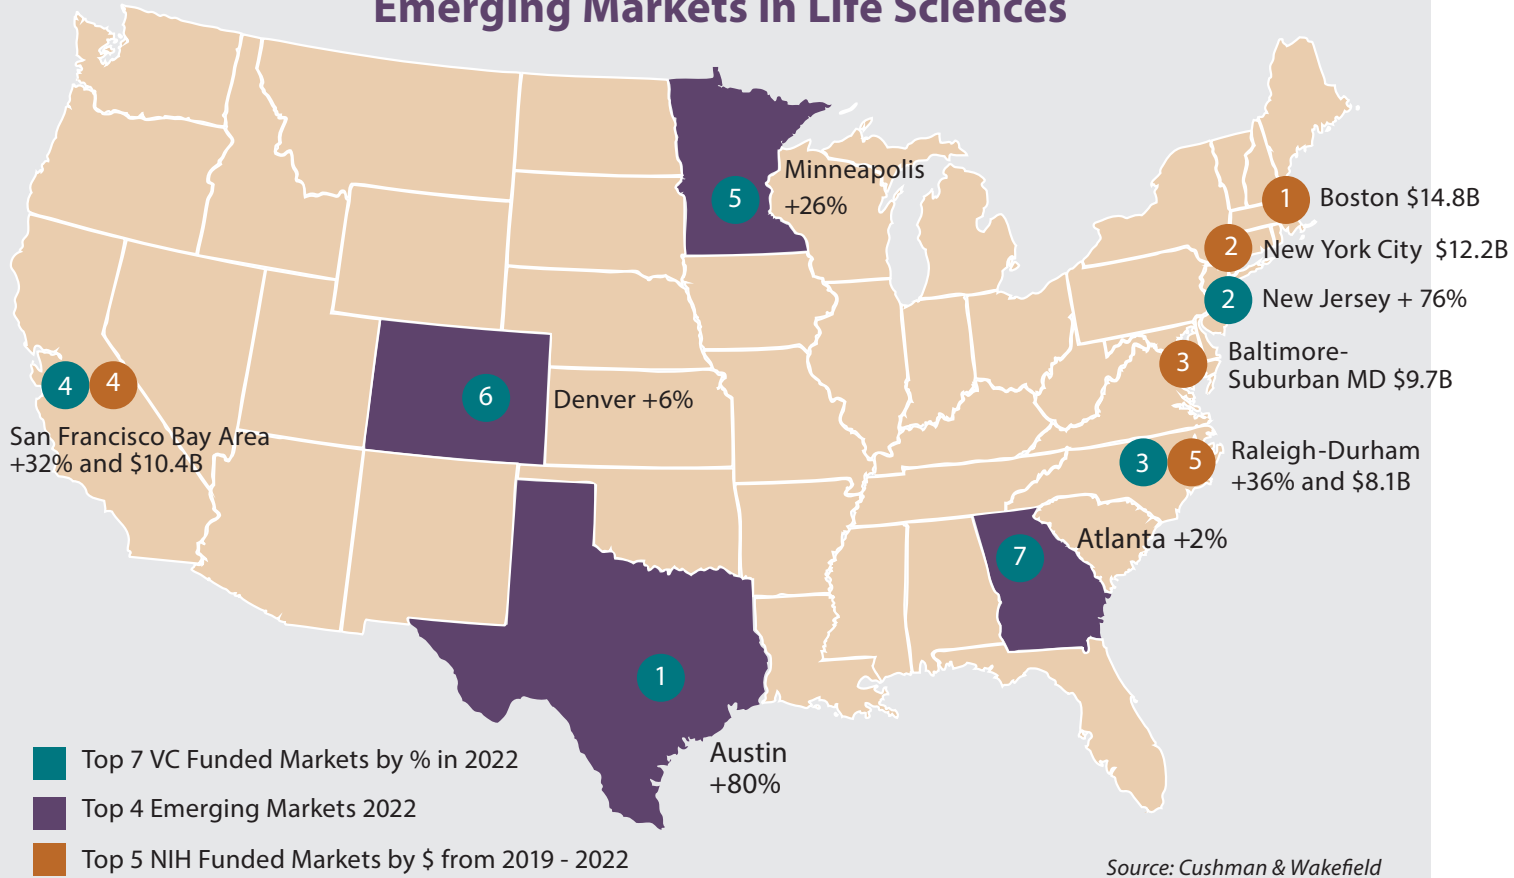 Emerging Markets in Life Sciences
Minneapolis
+26%
5
1
Boston $14.8B
2
New York City $12.2B
2
New Jersey + 76%
3
Baltimore-
Suburban MD $9.7B
4
4
San Francisco Bay Area
+32% and $10.4B
6
Denver +6%
3
5
Raleigh-Durham
+36% and $8.1B
7
Atlanta +2%
1
Austin
+80%
Top 7 VC Funded Markets by % in 2022
Top 4 Emerging Markets 2022
Top 5 NIH Funded Markets by $ from 2019 - 2022
Source: Cushman & Wakefield